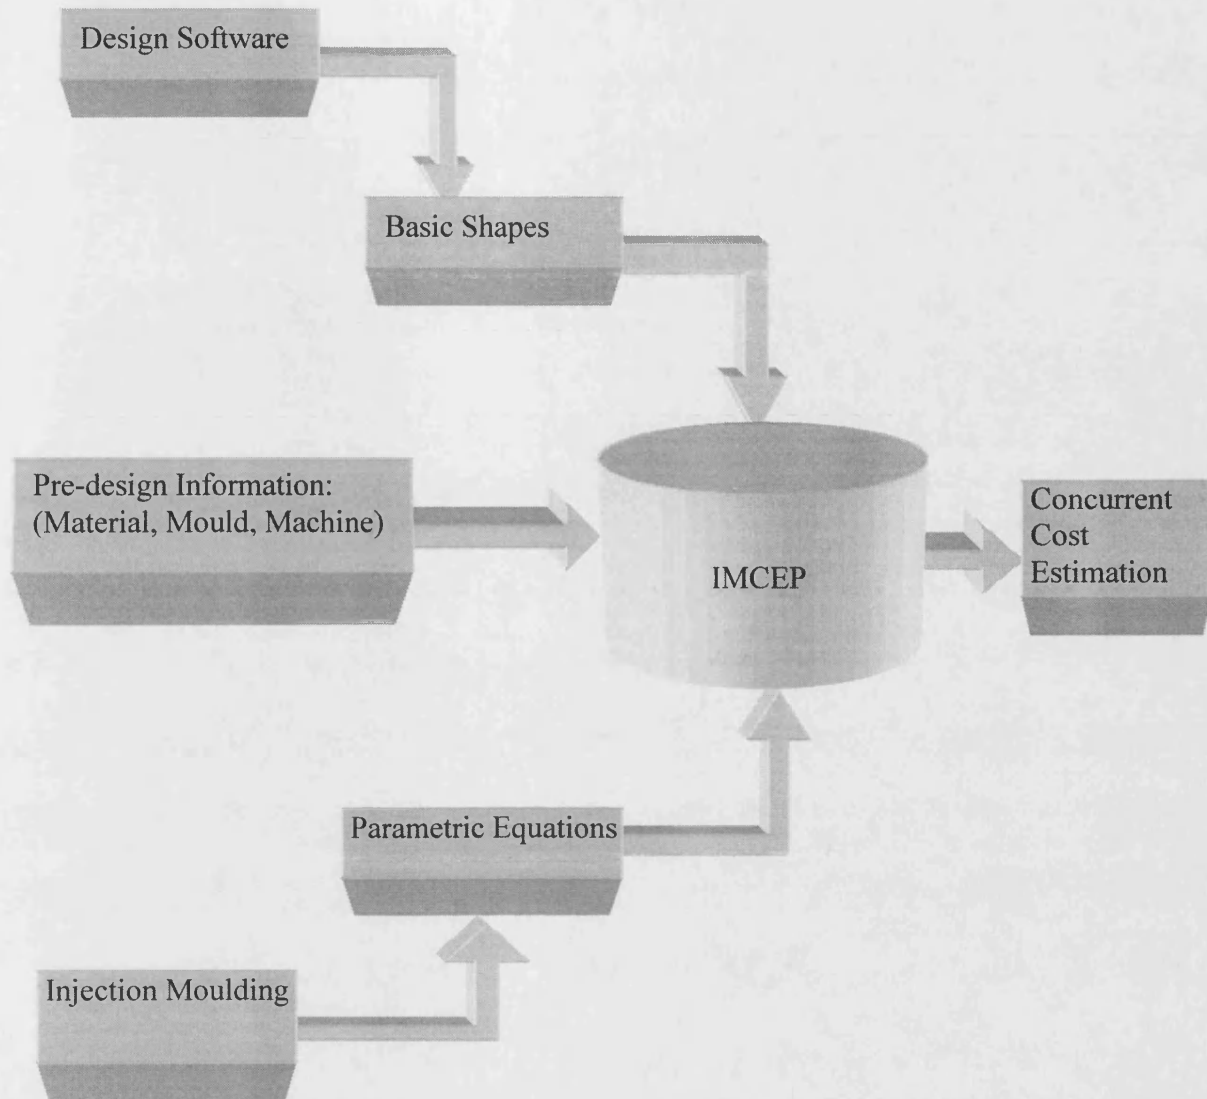 Design Software
Basic Shapes
Pre-design Information:
(Material, Mould, Machine)
IMCEP
Concurrent
Cost
Estimation
Parametric Equations
Injection Moulding